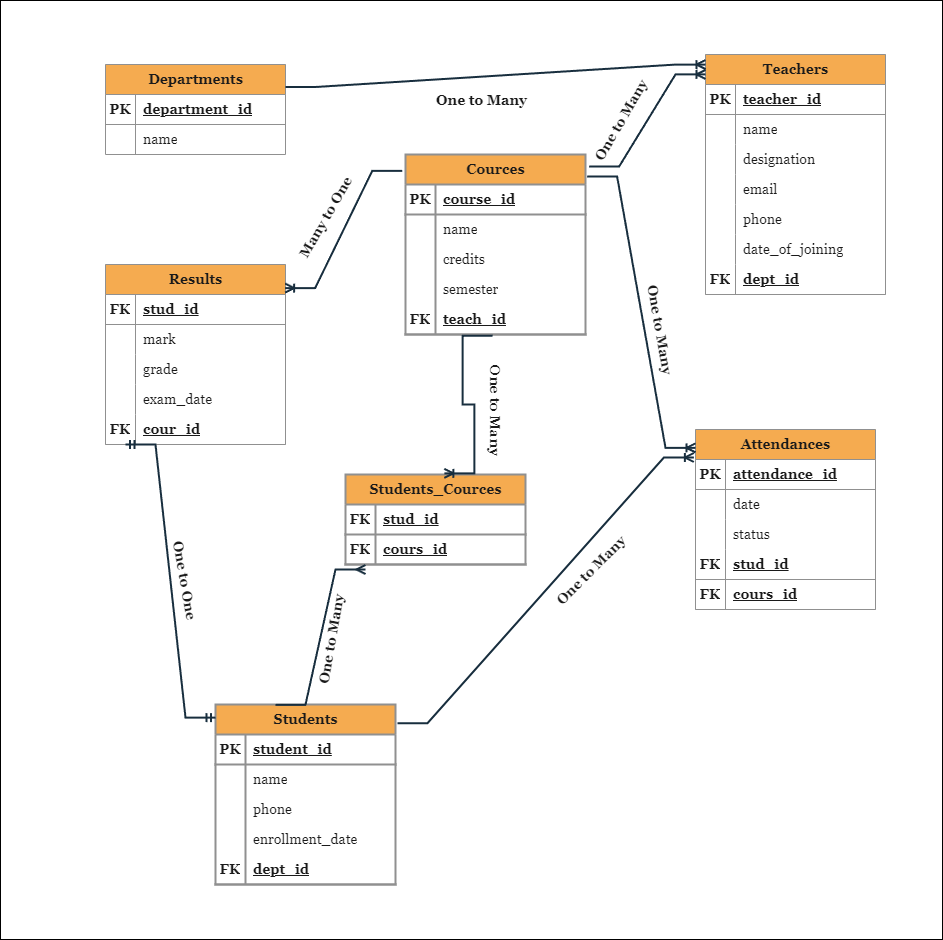 Departments
PK department_id
name
One to Many
Teachers
PK teacher_id
name
designation
email
phone
date_of_joining
FK dept_id
One to Many
Cources
PK course_id
name
credits
semester
FK teach_id
Many to One
Results
FK stud_id
mark
grade
exam_date
FK cour_id
One to Many
One to Many
Students_Cources
FK stud_id
FK cours_id
Attendances
PK attendance_id
date
status
FK stud_id
FK cours_id
One to One
One to Many
One to Many
Students
PK student_id
name
phone
enrollment_date
FK dept_id